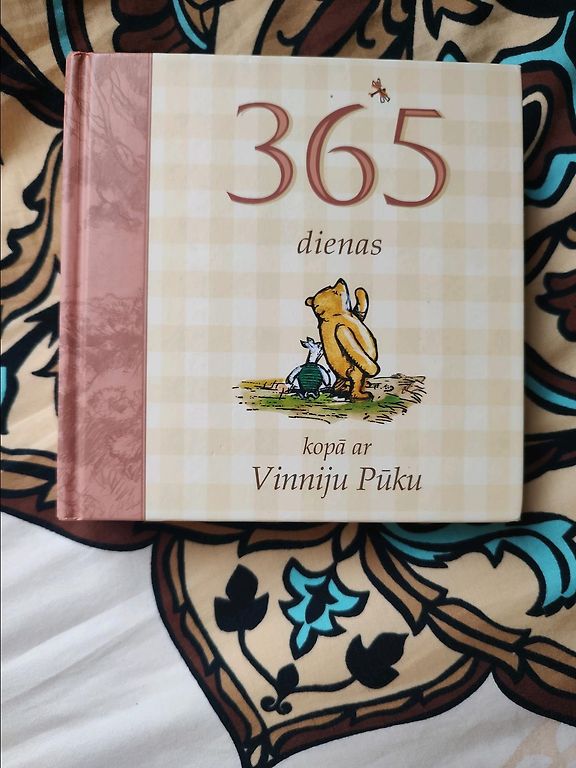 365
dienas
kopā ar
Vinniju Pūku